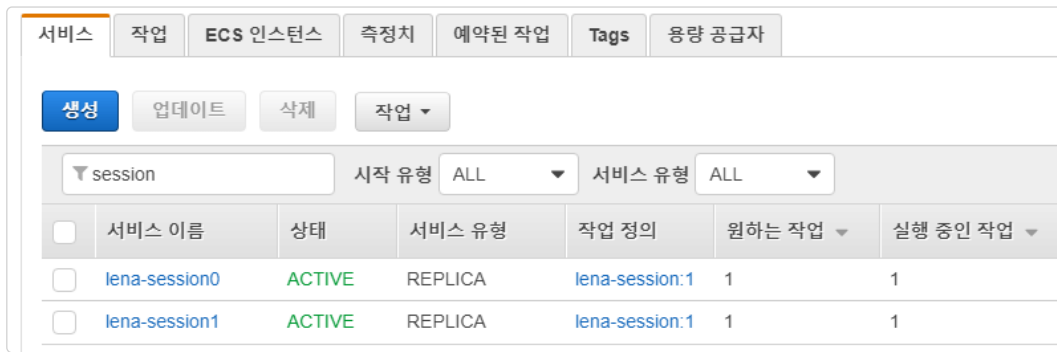 서비스 작업 ECS 인스턴스 측정치 예약된 작업 Tags 용량 공급자
생성 업데이트 삭제 작업
session 시작 유형 ALL 서비스 유형 ALL
서비스 이름 상태 서비스 유형 작업 정의 원하는 작업 실행 중인 작업
lena-session0 ACTIVE REPLICA lena-session:1 1 1
lena-session1 ACTIVE REPLICA lena-session:1 1 1